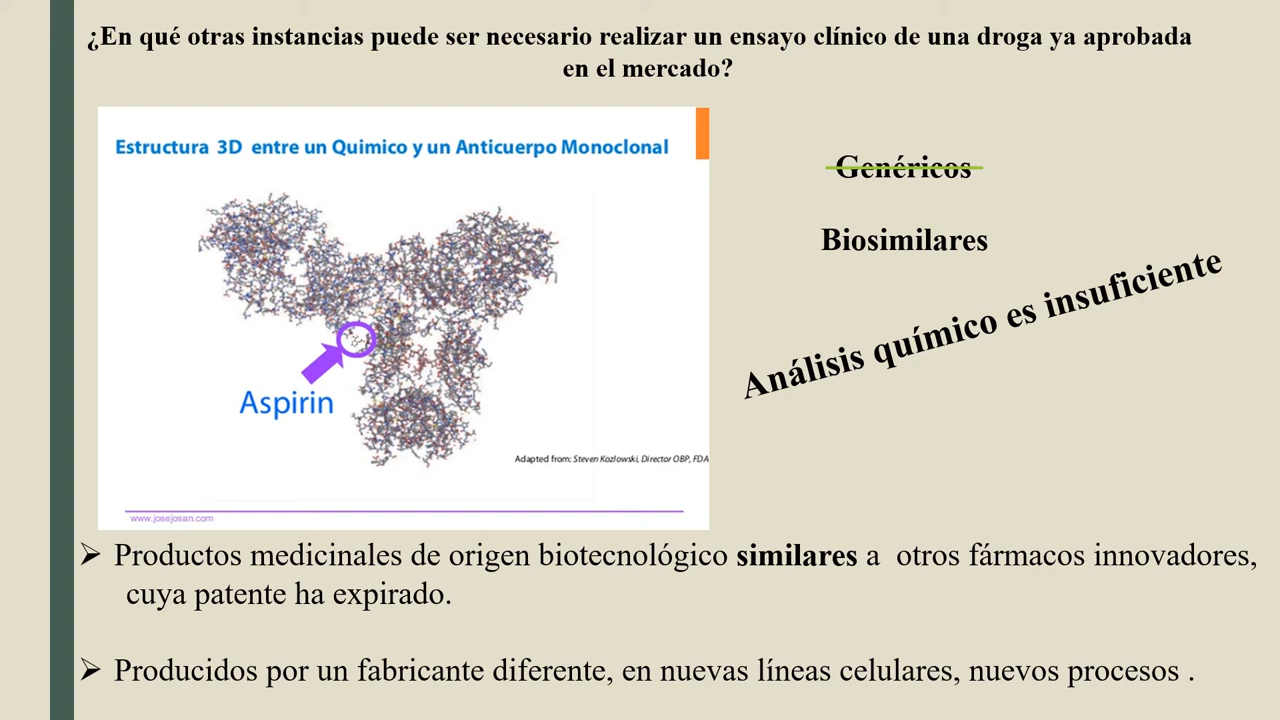 ¿En qué otras instancias puede ser necesario realizar un ensayo clínico de una droga ya aprobada
en el mercado?
Estructura 3D entre un Quimico y un Anticuerpo Monoclonal
Genéricos
Biosimilares
Análisis químico es insuficiente
Aspirin
Adapted from: Steven Kozlowski, Director OBP, FDA
www.josejosan.com
➢ Productos medicinales de origen biotecnológico similares a otros fármacos innovadores,
cuya patente ha expirado.
➢ Producidos por un fabricante diferente, en nuevas líneas celulares, nuevos procesos .